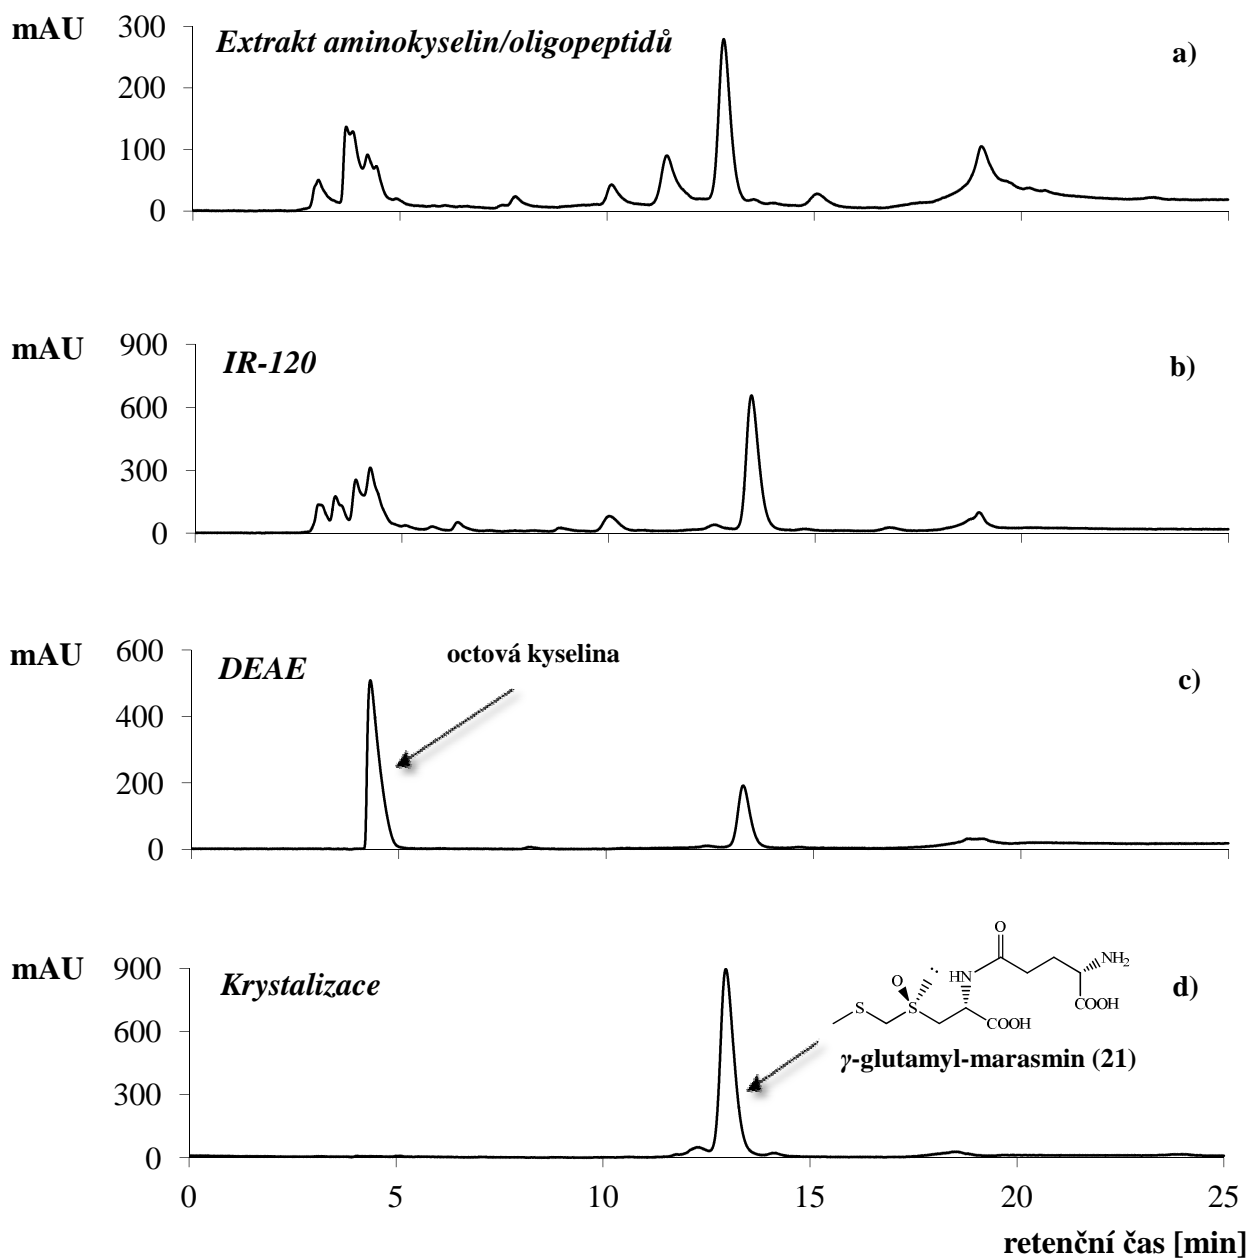 mAU
300
200
100
0
Extrakt aminokyselin/oligopeptidů
a)
mAU
900
600
300
0
IR-120
b)
mAU
600
400
200
0
DEAE
octová kyselina
c)
mAU
900
600
300
0
Krystalizace
d)
O
NH2
HN
O
S
S
COOH
COOH
γ-glutamyl-marasmin (21)
0 5 10 15 20 25
retenční čas [min]